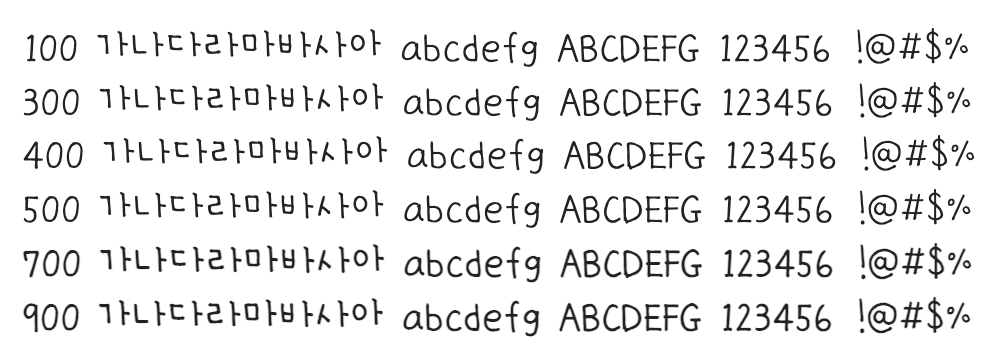 100 가나다라마바사아 abcdefg ABCDEFG 123456 !@#$%
300 가나다라마바사아 abcdefg ABCDEFG 123456 !@#$%
400 가나다라마바사아 abcdefg ABCDEFG 123456 !@#$%
500 가나다라마바사아 abcdefg ABCDEFG 123456 !@#$%
700 가나다라마바사아 abcdefg ABCDEFG 123456 !@#$%
900 가나다라마바사아 abcdefg ABCDEFG 123456 !@#$%